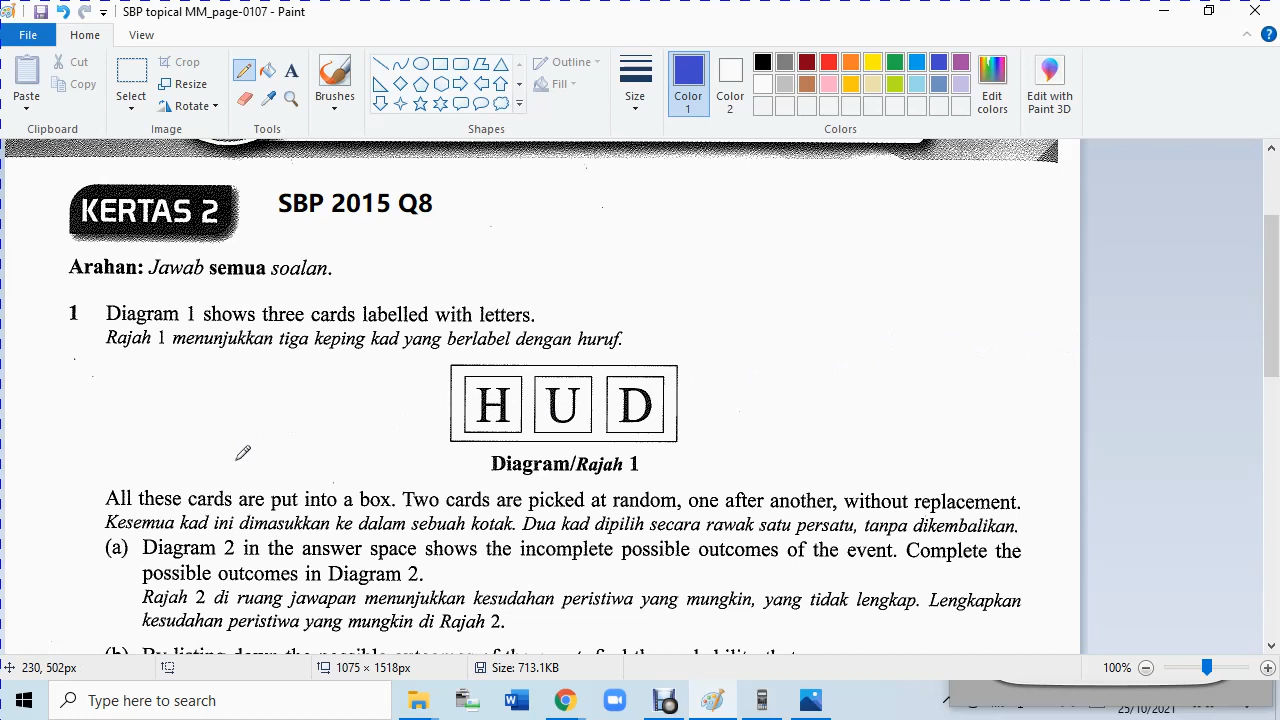 SBP topical MM_page-0107 - Paint
File Home View
Paste
Cut
Copy
Clipboard
Select
Crop
Resize
Rotate
Image
A
Tools
Brushes
Outline
Fill
Shapes
Size
Color 1
Color 2
Edit colors
Colors
Edit with Paint 3D
KERTAS 2
SBP 2015 Q8
Arahan: Jawab semua soalan.
1 Diagram 1 shows three cards labelled with letters.
Rajah 1 menunjukkan tiga keping kad yang berlabel dengan huruf.
H U D
Diagram/Rajah 1
All these cards are put into a box. Two cards are picked at random, one after another, without replacement.
Kesemua kad ini dimasukkan ke dalam sebuah kotak. Dua kad dipilih secara rawak satu persatu, tanpa dikembalikan.
(a) Diagram 2 in the answer space shows the incomplete possible outcomes of the event. Complete the
possible outcomes in Diagram 2.
Rajah 2 di ruang jawapan menunjukkan kesudahan peristiwa yang mungkin, yang tidak lengkap. Lengkapkan
kesudahan peristiwa yang mungkin di Rajah 2.
230, 502px
1075 × 1518px
Size: 713.1KB
100%
Type here to search
25/10/2021